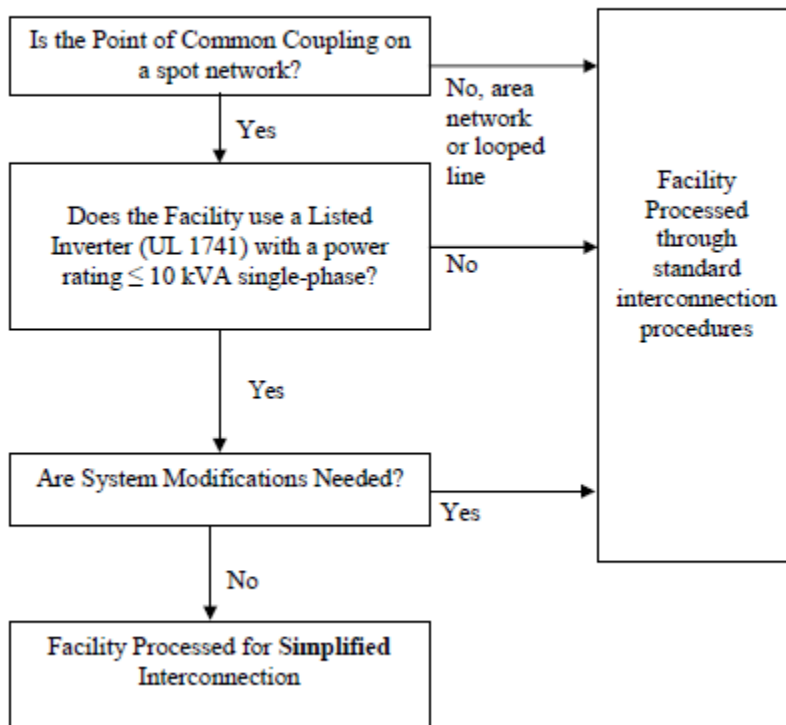 Is the Point of Common Coupling on
a spot network?
No, area
network
or looped
line
Yes
Does the Facility use a Listed
Inverter (UL 1741) with a power
rating ≤ 10 kVA single-phase?
No
Facility
Processed
through
standard
interconnection
procedures
Yes
Are System Modifications Needed?
Yes
No
Facility Processed for Simplified
Interconnection